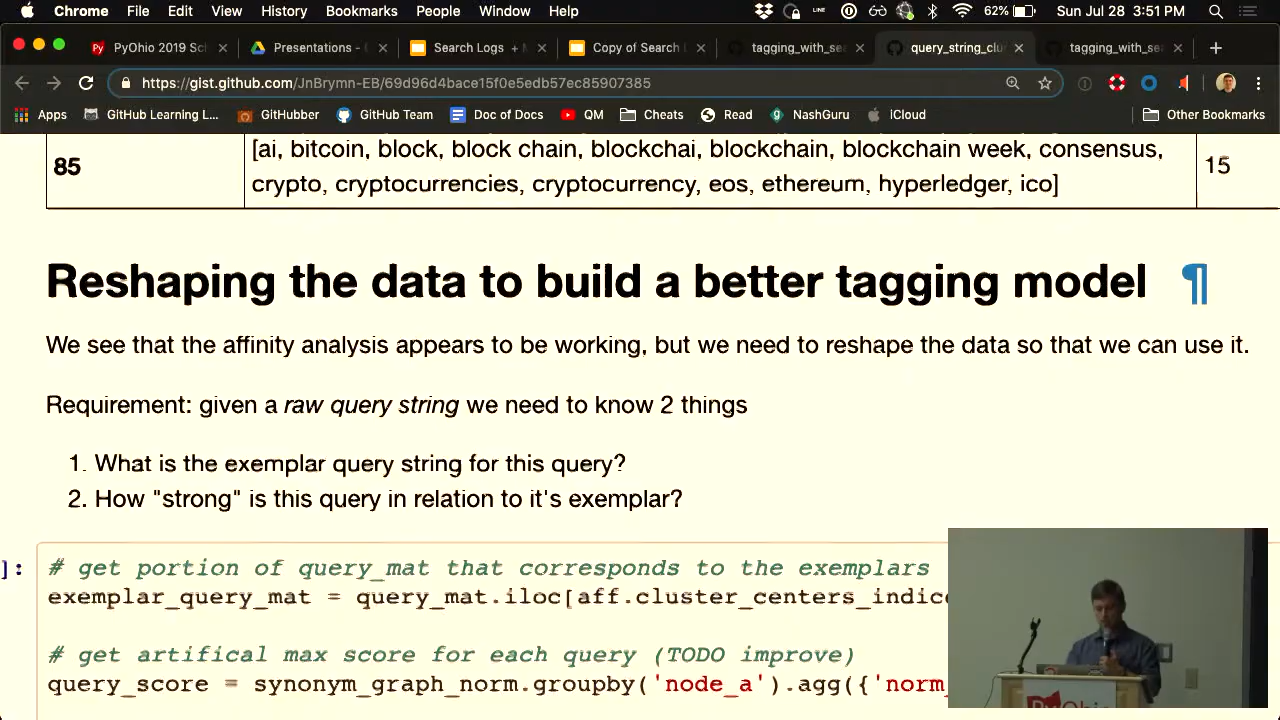 Chrome File Edit View History Bookmarks People Window Help LINE 62% Sun Jul 28 3:51 PM
PyOhio 2019 Sc Presentations - Search Logs + M Copy of Search L tagging_with_se query_string_clu tagging_with_se
https://gist.github.com/JnBrymn-EB/69d96d4bace15f0e5edb57ec85907385
Apps GitHub Learning L... GitHubber GitHub Team Doc of Docs QM Cheats Read NashGuru iCloud Other Bookmarks
85 [ai, bitcoin, block, block chain, blockchai, blockchain, blockchain week, consensus, 15
crypto, cryptocurrencies, cryptocurrency, eos, ethereum, hyperledger, ico]
Reshaping the data to build a better tagging model ¶
We see that the affinity analysis appears to be working, but we need to reshape the data so that we can use it.
Requirement: given a raw query string we need to know 2 things
1. What is the exemplar query string for this query?
2. How "strong" is this query in relation to it's exemplar?
]: # get portion of query_mat that corresponds to the exemplars
exemplar_query_mat = query_mat.iloc[aff.cluster_centers_indic
# get artifical max score for each query (TODO improve)
query_score = synonym_graph_norm.groupby('node_a').agg({'norm_
PyOhio